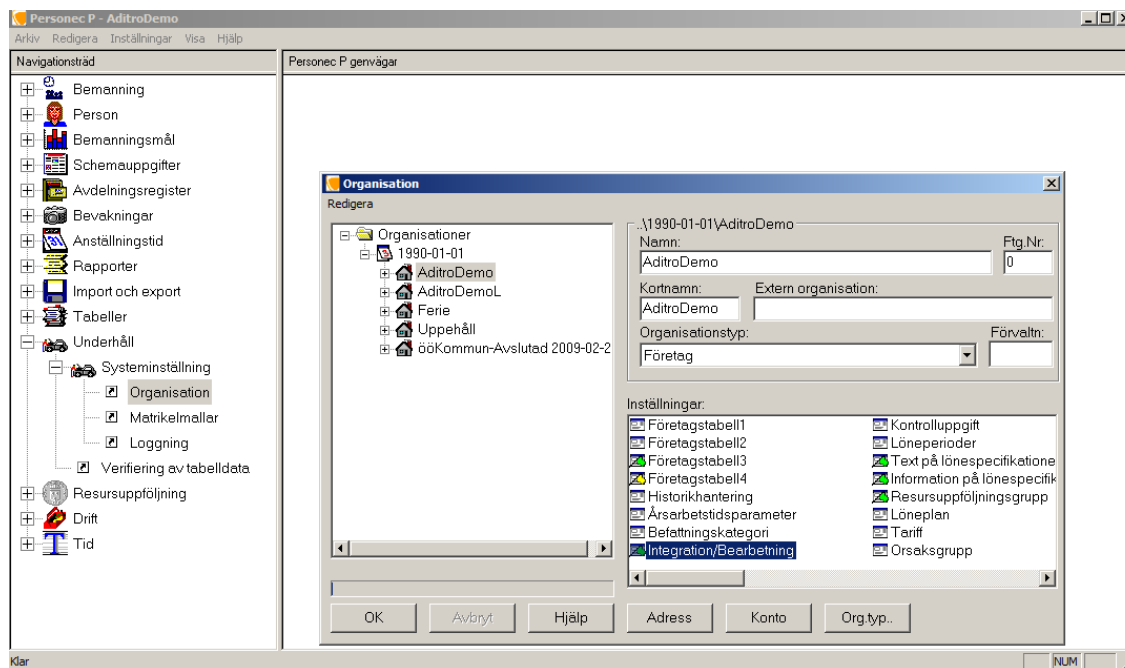 Personec P - AditroDemo
Arkiv Redigera Inställningar Visa Hjälp
Navigationsträd
Personec P genvägar
Bemanning
Person
Bemanningsmål
Schemauppgifter
Avdelningsregister
Bevakningar
Anställningstid
Rapporter
Import och export
Tabeller
Underhåll
Systeminställning
Organisation
Matrikelmallar
Loggning
Verifiering av tabelldata
Resursuppföljning
Drift
Tid
Organisation
Redigera
Organisationer
1990-01-01
AditroDemo
AditroDemoL
Ferie
Uppehåll
ööKommun-Avslutad 2009-02-2
..\1990-01-01\AditroDemo
Namn: Ftg.Nr:
AditroDemo 0
Kortnamn: Extern organisation:
AditroDemo
Organisationstyp: Förvaltn:
Företag
Inställningar:
Företagstabell1 Kontrolluppgift
Företagstabell2 Löneperioder
Företagstabell3 Text på lönespecifikatione
Företagstabell4 Information på lönespecifik
Historikhantering Resursuppföljningsgrupp
Årsarbetstidsparameter Löneplan
Befattningskategori Tariff
Integration/Bearbetning Orsaksgrupp
OK Avbryt Hjälp Adress Konto Org.typ..
Klar NUM